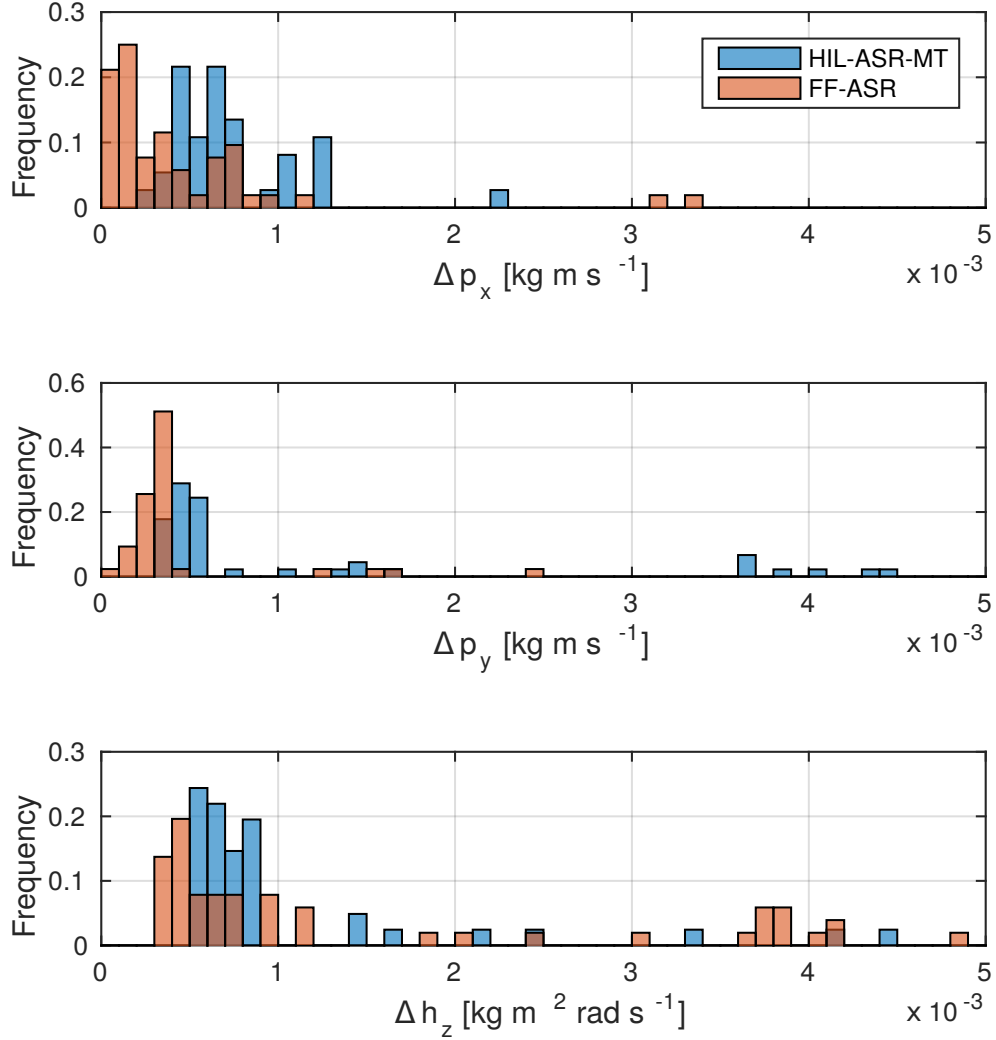 0.3
0.2
0.1
0
Frequency
HIL-ASR-MT
FF-ASR
0 1 2 3 4 5
Δ p_x [kg m s ^-1]
x 10^-3
0.6
0.4
0.2
0
Frequency
0 1 2 3 4 5
Δ p_y [kg m s ^-1]
x 10^-3
0.3
0.2
0.1
0
Frequency
0 1 2 3 4 5
Δ h_z [kg m ^2 rad s ^-1]
x 10^-3